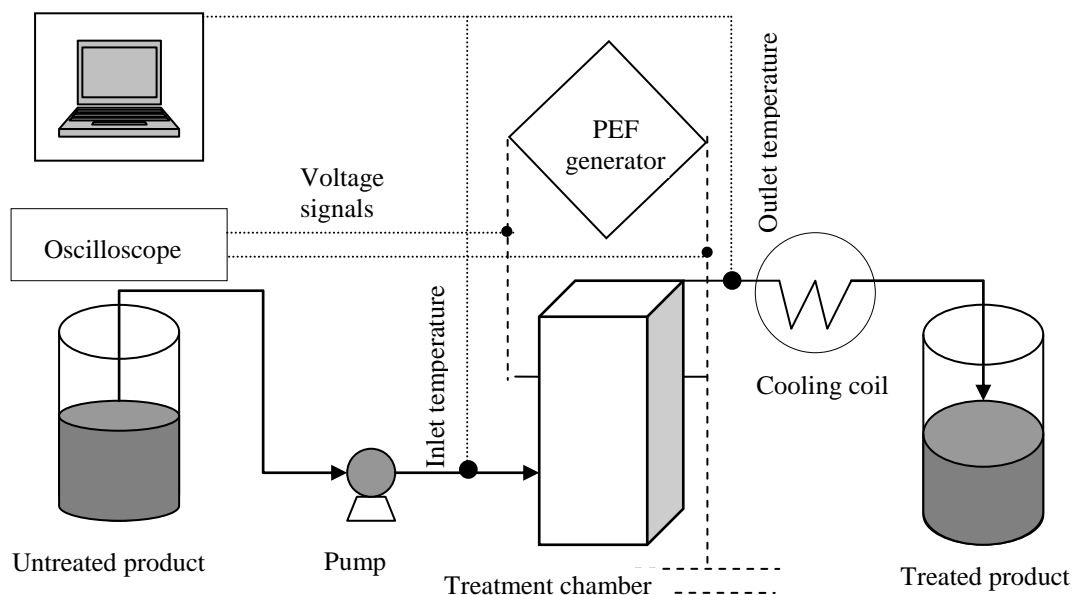 PEF
generator
Outlet temperature
Voltage
signals
Oscilloscope
Inlet temperature
Cooling coil
Untreated product
Pump
Treatment chamber
Treated product